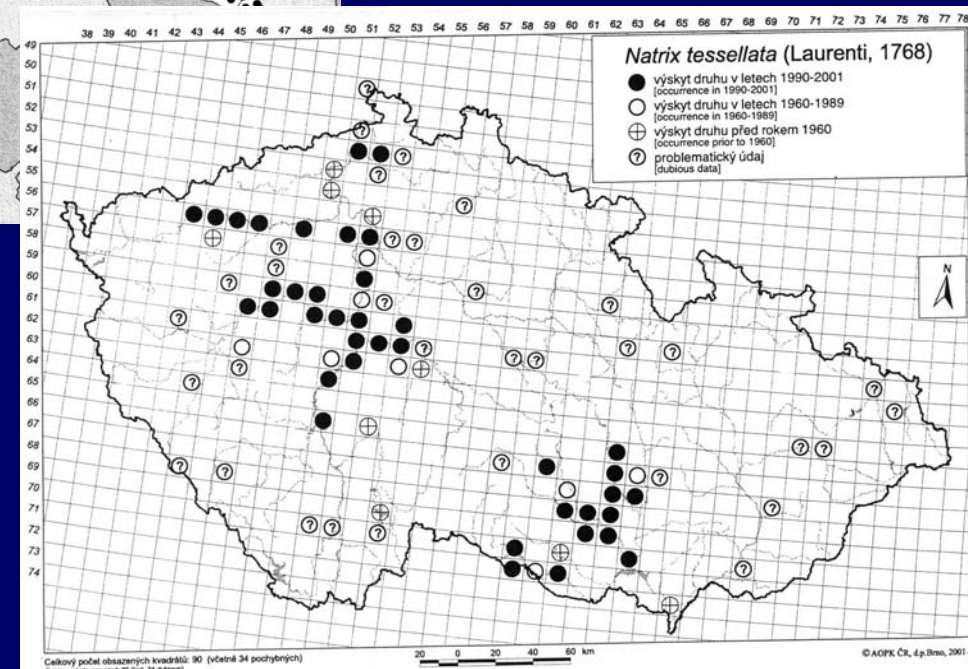 38 39 40 41 42 43 44 45 46 47 48 49 50 51 52 53 54 55 56 57 58 59 60 61 62 63 64 65 66 67 68 69 70 71 72 73 74 75 76 77 78
49
50
51
52
53
54
55
56
57
58
59
60
61
62
63
64
65
66
67
68
69
70
71
72
73
74
Natrix tessellata (Laurenti, 1768)
výskyt druhu v letech 1990-2001
[occurrence in 1990-2001]
výskyt druhu v letech 1960-1989
[occurrence in 1960-1989]
výskyt druhu před rokem 1960
[occurrence prior to 1960]
? problematický údaj
[dubious data]
N
Celkový počet obsazených kvadrátů: 90 (včetně 34 pochybných)
20 0 20 40 60 km
© AOPK ČR, d.p. Brno, 2001